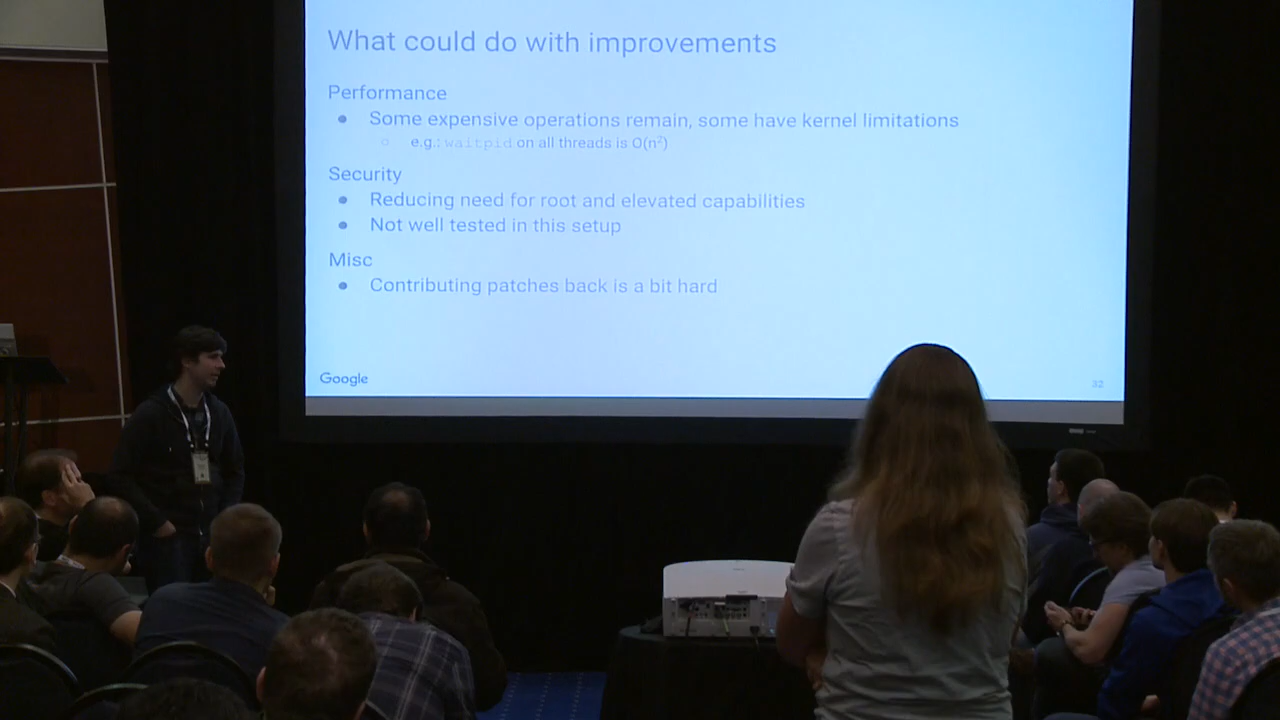 What could do with improvements
Performance
● Some expensive operations remain, some have kernel limitations
○ e.g.: waitpid on all threads is O(n²)
Security
● Reducing need for root and elevated capabilities
● Not well tested in this setup
Misc
● Contributing patches back is a bit hard
Google
32